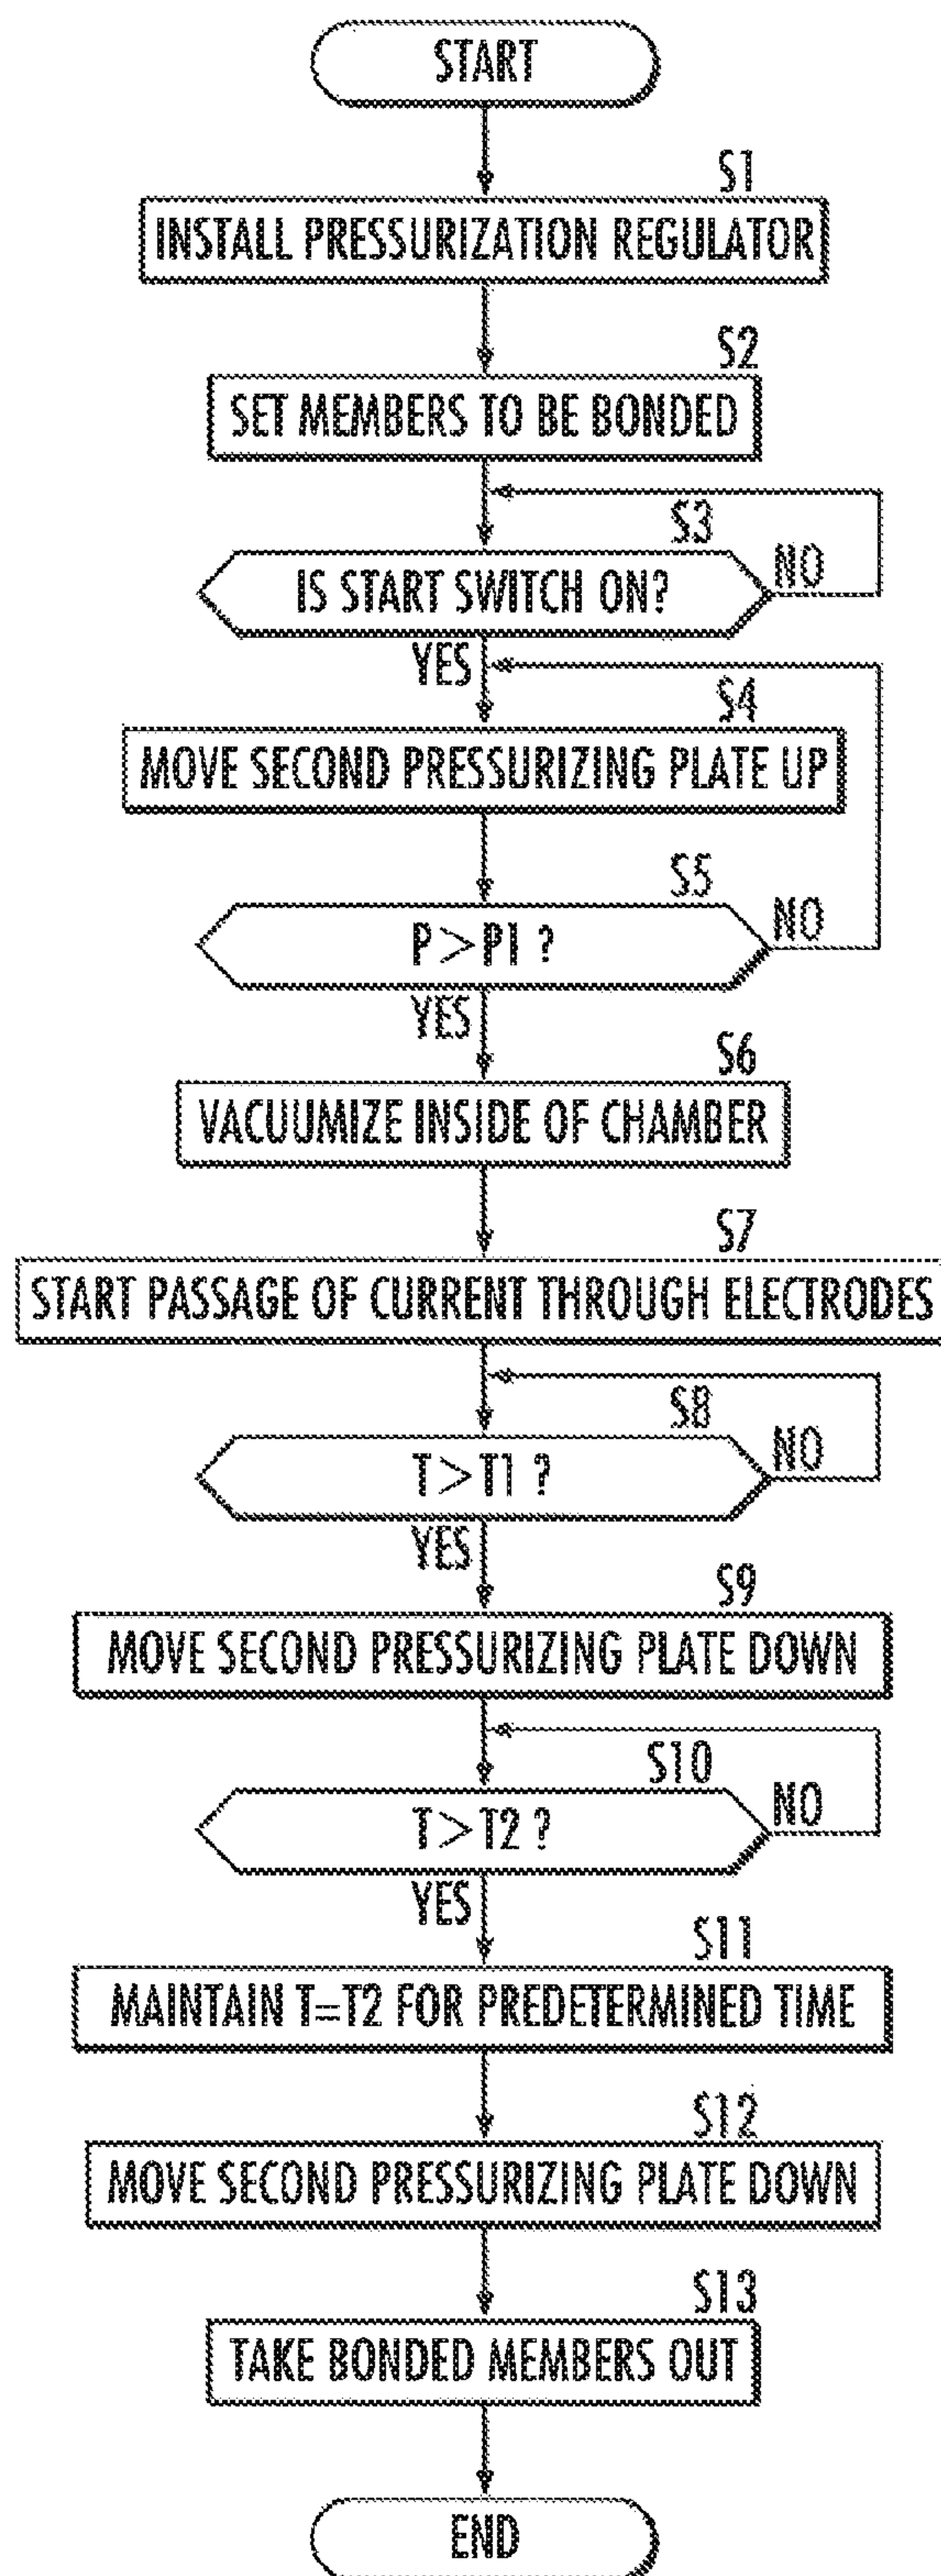 START
S1
INSTALL PRESSURIZATION REGULATOR
S2
SET MEMBERS TO BE BONDED
S3
IS START SWITCH ON?
NO
YES
S4
MOVE SECOND PRESSURIZING PLATE UP
S5
P>P1 ?
NO
YES
S6
VACUUMIZE INSIDE OF CHAMBER
S7
START PASSAGE OF CURRENT THROUGH ELECTRODES
S8
T>T1 ?
NO
YES
S9
MOVE SECOND PRESSURIZING PLATE DOWN
S10
T>T2 ?
NO
YES
S11
MAINTAIN T=T2 FOR PREDETERMINED TIME
S12
MOVE SECOND PRESSURIZING PLATE DOWN
S13
TAKE BONDED MEMBERS OUT
END